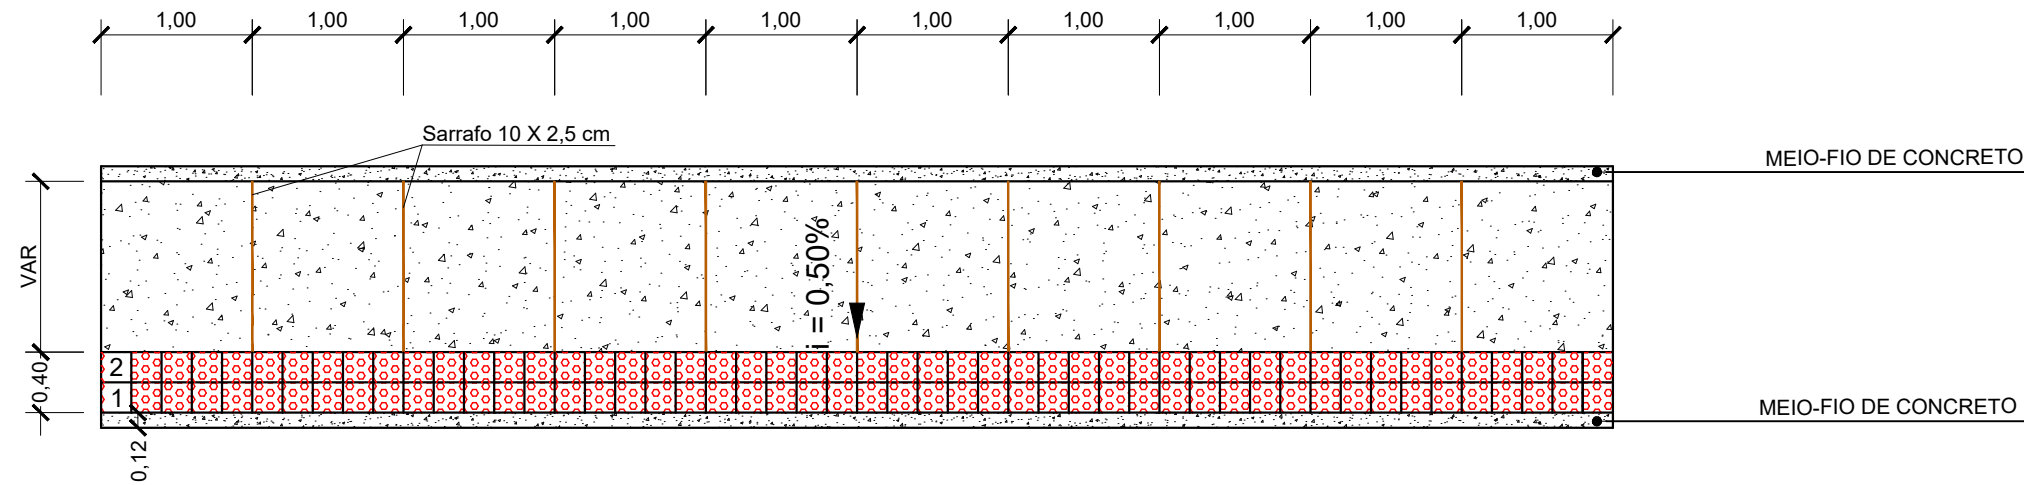 1,00 1,00 1,00 1,00 1,00 1,00 1,00 1,00 1,00 1,00
Sarrafo 10 X 2,5 cm
MEIO-FIO DE CONCRETO
VAR
i = 0,50%
2
0,40
1
MEIO-FIO DE CONCRETO
0,12